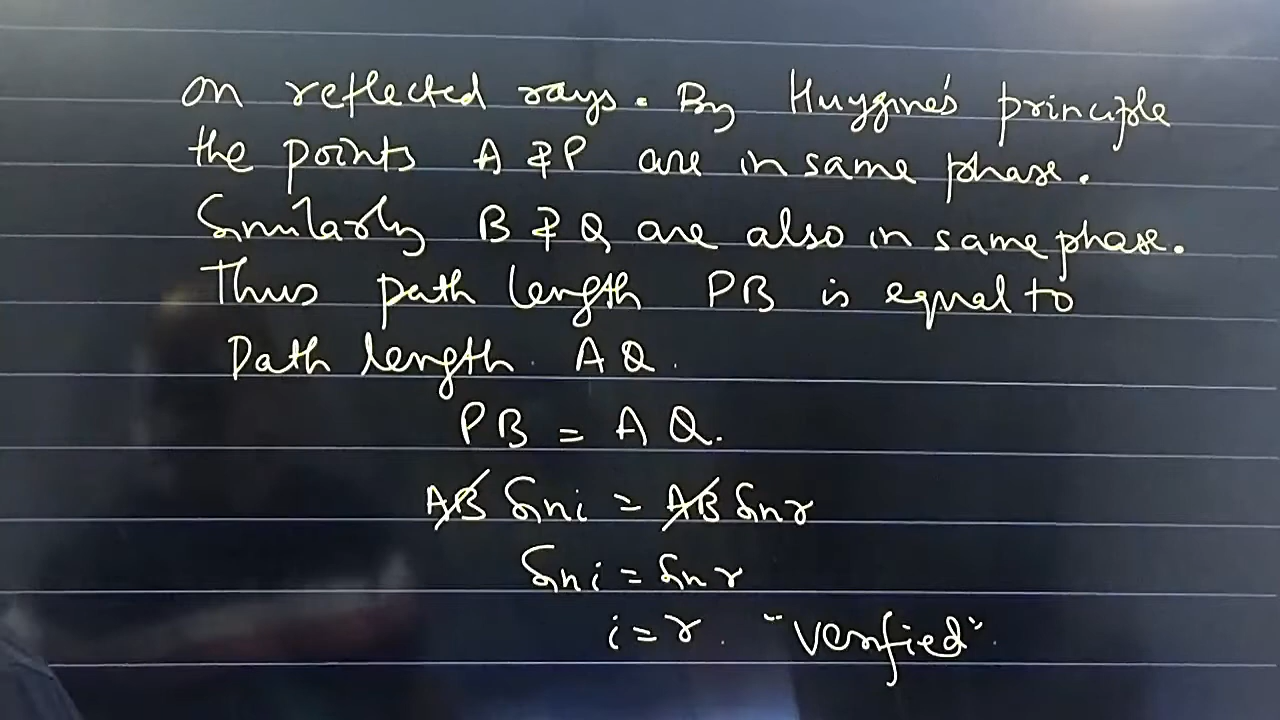 on reflected rays. By Huygine's principle
the points A & P are in same phase.
Similarly B & Q are also in same phase.
Thus path length PB is equal to
Path length AQ.
PB = AQ.
AB Sin i = AB Sin r
Sin i = Sin r
i = r. "Verified".